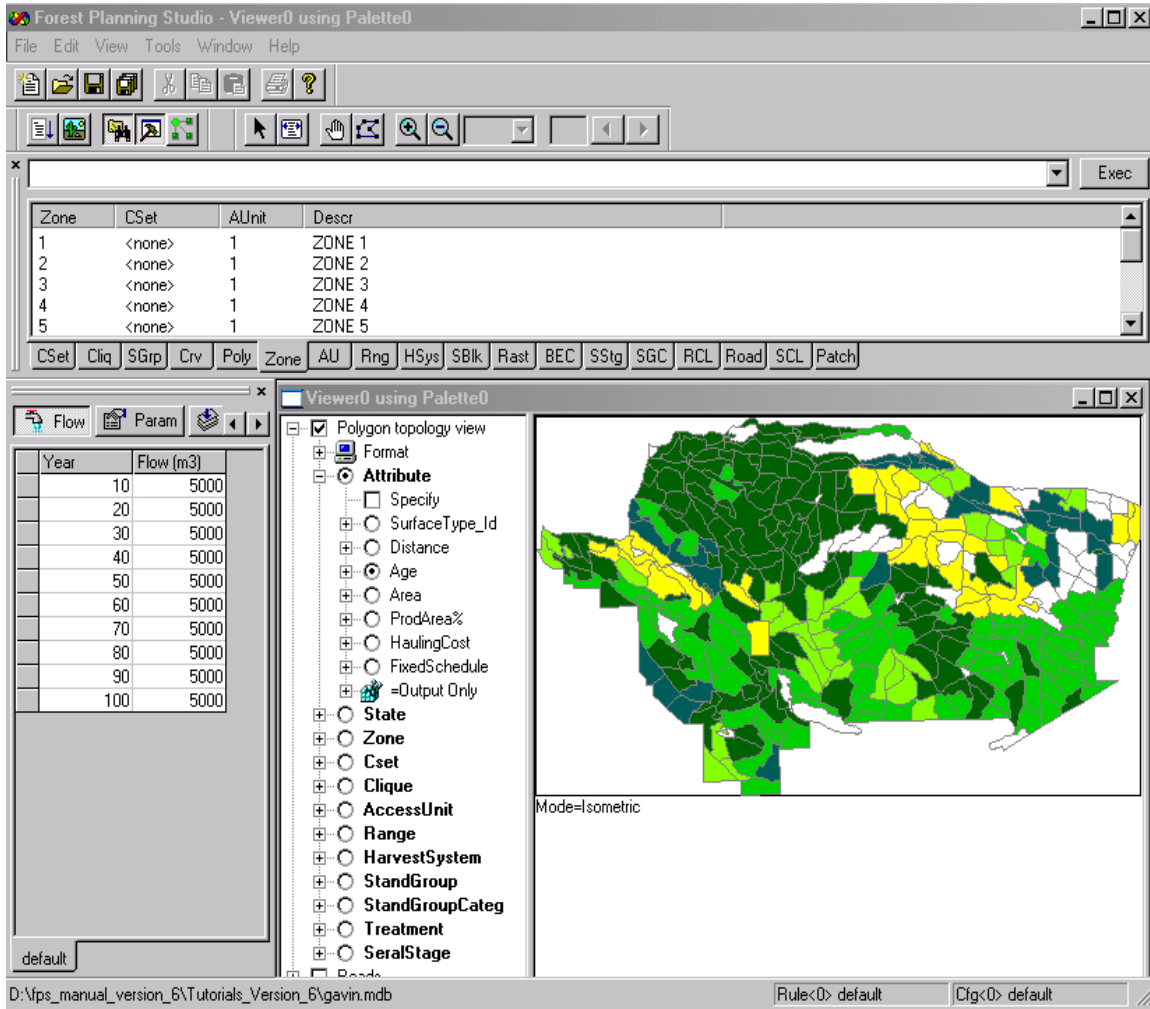 Forest Planning Studio - Viewer0 using Palette0
File Edit View Tools Window Help
Exec
Zone CSet AUnit Descr
1 <none> 1 ZONE 1
2 <none> 1 ZONE 2
3 <none> 1 ZONE 3
4 <none> 1 ZONE 4
5 <none> 1 ZONE 5
CSet Cliq SGrp Crv Poly Zone AU Rng HSys SBlk Rast BEC SStg SGC RCL Road SCL Patch
Flow Param
Year Flow (m3)
10 5000
20 5000
30 5000
40 5000
50 5000
60 5000
70 5000
80 5000
90 5000
100 5000
default
Viewer0 using Palette0
Polygon topology view
Format
Attribute
Specify
SurfaceType_Id
Distance
Age
Area
ProdArea%
HaulingCost
FixedSchedule
=Output Only
State
Zone
Cset
Clique
AccessUnit
Range
HarvestSystem
StandGroup
StandGroupCateg
Treatment
SeralStage
Roads
Mode=Isometric
D:\fps_manual_version_6\Tutorials_Version_6\gavin.mdb
Rule<0> default
Cfg<0> default